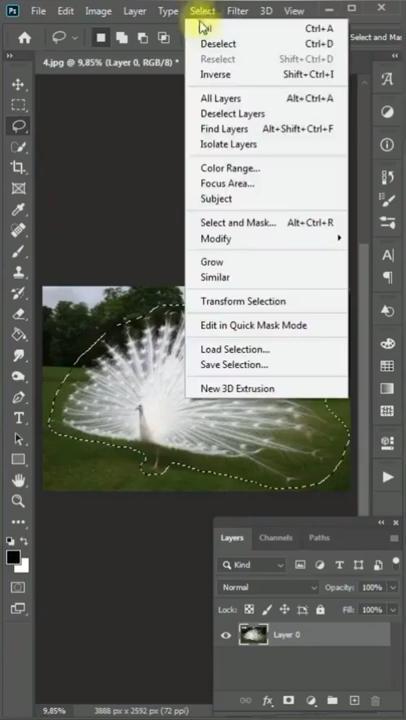 Ps File Edit Image Layer Type Select Filter 3D View
Select and Ma
4.jpg @ 9,85% (Layer 0, RGB/8) *
Ctrl+A
Deselect Ctrl+D
Reselect Shift+Ctrl+D
Inverse Shift+Ctrl+I
All Layers Alt+Ctrl+A
Deselect Layers
Find Layers Alt+Shift+Ctrl+F
Isolate Layers
Color Range...
Focus Area...
Subject
Select and Mask... Alt+Ctrl+R
Modify
Grow
Similar
Transform Selection
Edit in Quick Mask Mode
Load Selection...
Save Selection...
New 3D Extrusion
Layers Channels Paths
Kind
Normal Opacity: 100%
Lock: Fill: 100%
Layer 0
9,85% 3888 px x 2592 px (72 ppi)